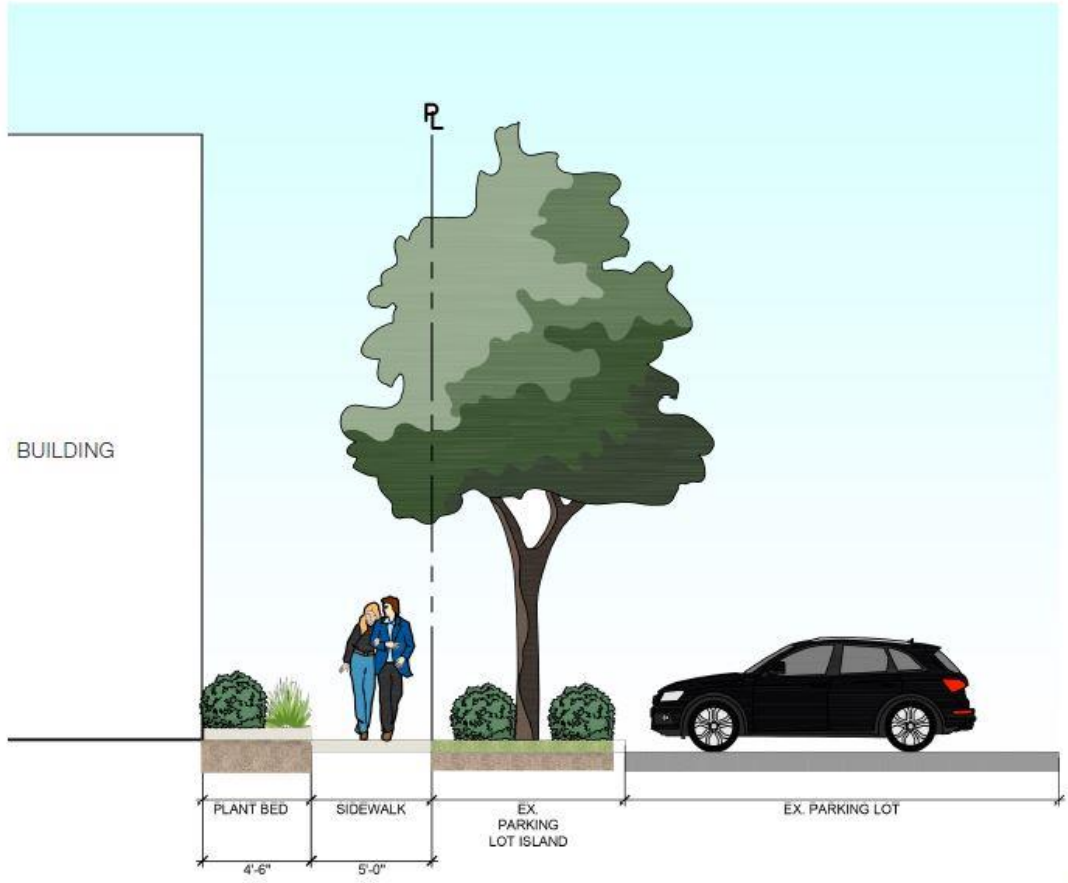 PL
BUILDING
PLANT BED
SIDEWALK
EX.
PARKING
LOT ISLAND
EX. PARKING LOT
4'-6"
5'-0"